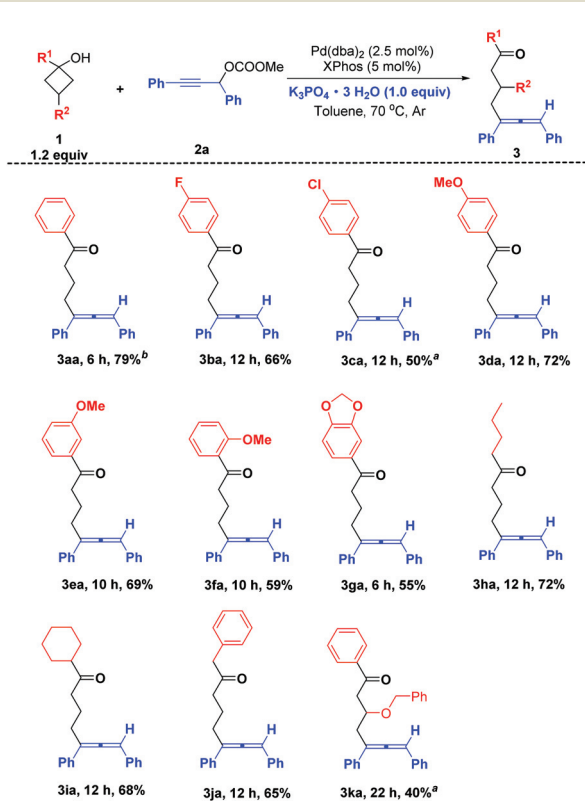 R¹ OH
R²
1
1.2 equiv
+
Ph OCOOMe
Ph
2a
Pd(dba)₂ (2.5 mol%)
XPhos (5 mol%)
K₃PO₄ • 3 H₂O (1.0 equiv)
Toluene, 70 °C, Ar
R¹
O
R²
H
Ph Ph
3
O
H
Ph Ph
3aa, 6 h, 79%ᵇ
F
O
H
Ph Ph
3ba, 12 h, 66%
Cl
O
H
Ph Ph
3ca, 12 h, 50%ᵃ
MeO
O
H
Ph Ph
3da, 12 h, 72%
OMe
O
H
Ph Ph
3ea, 10 h, 69%
OMe
O
H
Ph Ph
3fa, 10 h, 59%
O O
O
H
Ph Ph
3ga, 6 h, 55%
O
H
Ph Ph
3ha, 12 h, 72%
O
H
Ph Ph
3ia, 12 h, 68%
O
H
Ph Ph
3ja, 12 h, 65%
O
O Ph
H
Ph Ph
3ka, 22 h, 40%ᵃ